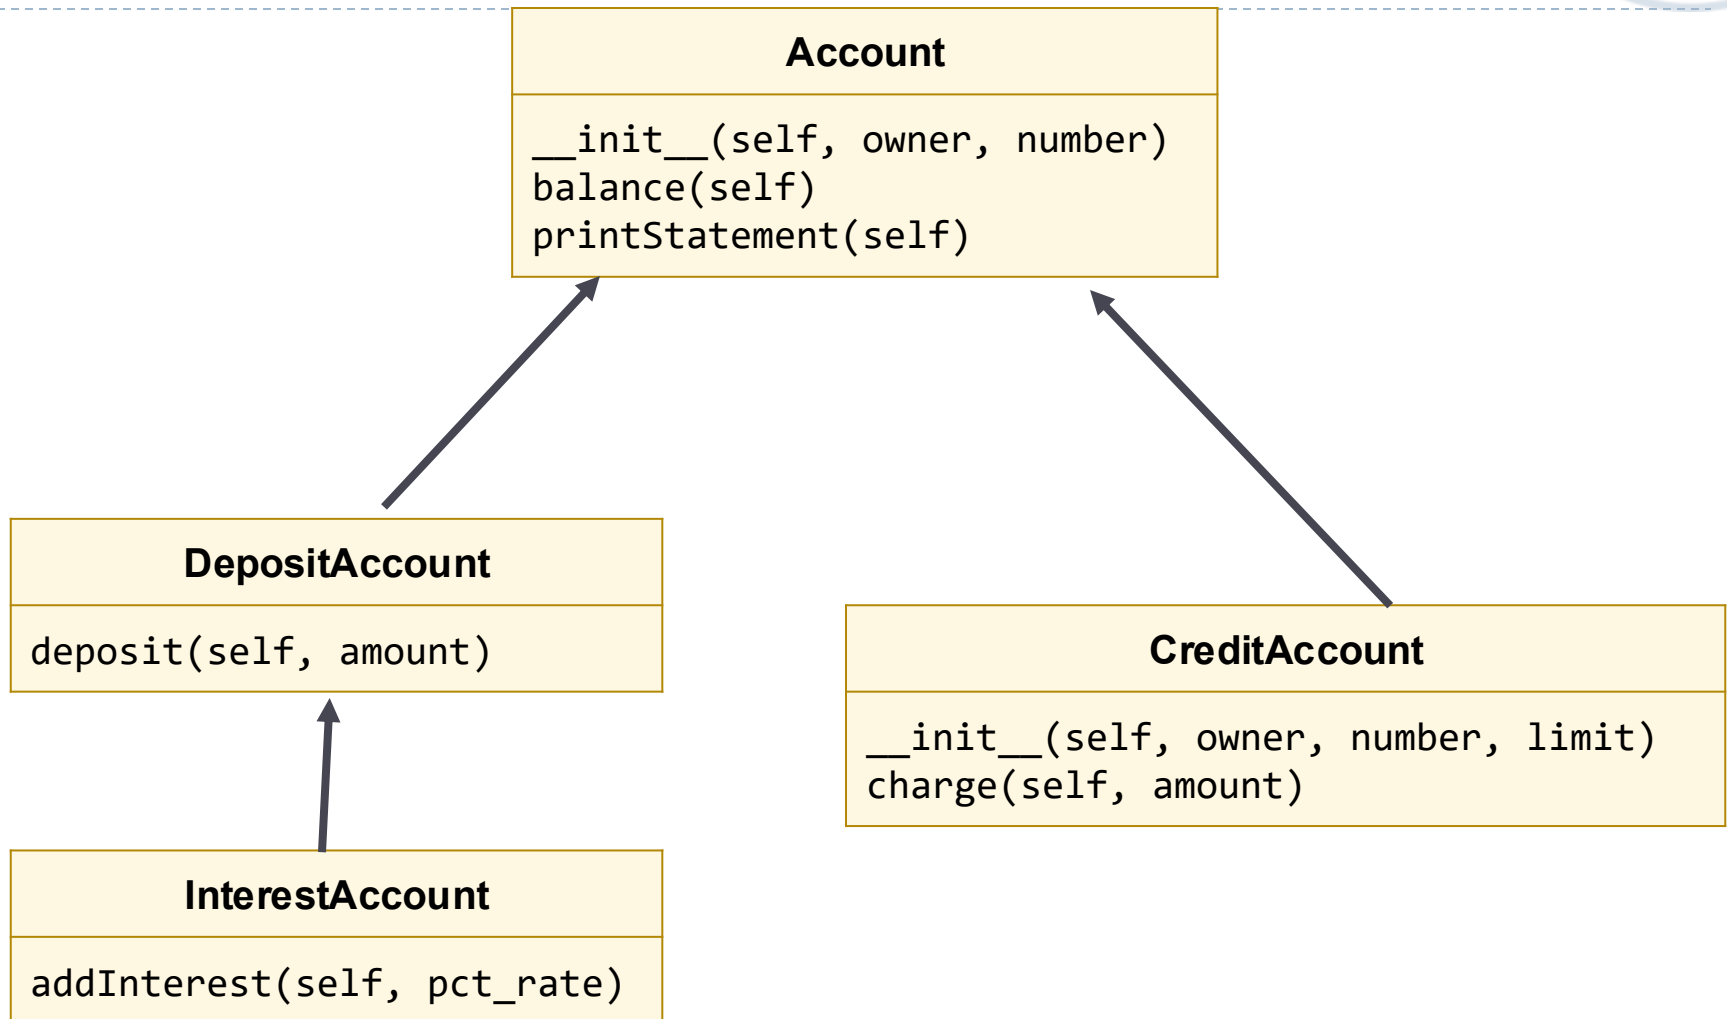 Account
__init__(self, owner, number)
balance(self)
printStatement(self)
DepositAccount
deposit(self, amount)
CreditAccount
__init__(self, owner, number, limit)
charge(self, amount)
InterestAccount
addInterest(self, pct_rate)